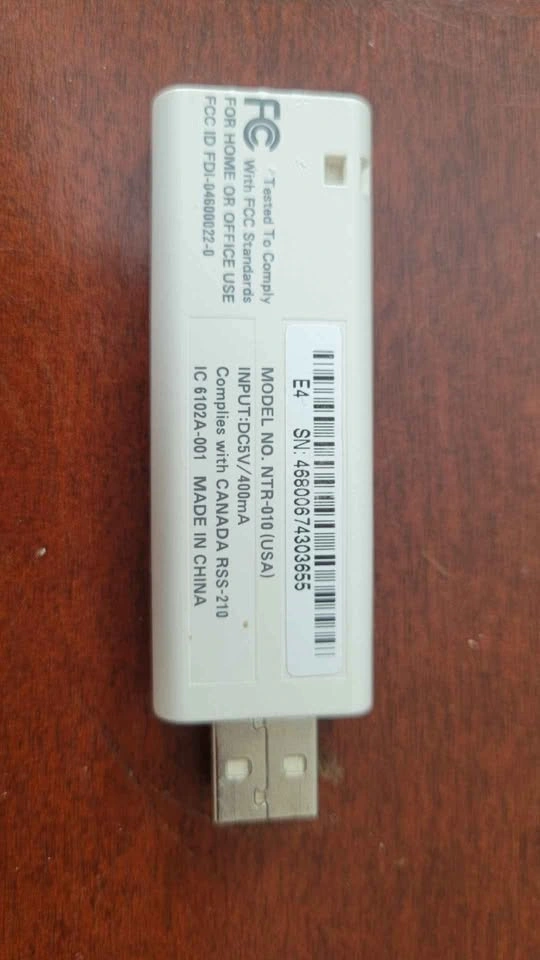 FC
Tested To Comply
With FCC Standards
FOR HOME OR OFFICE USE
FCC ID FDI-04600022-0
E4 SN: 46800674303655
MODEL NO. NTR-010 (USA)
INPUT:DC5V/400mA
Complies with CANADA RSS-210
IC 6102A-001 MADE IN CHINA